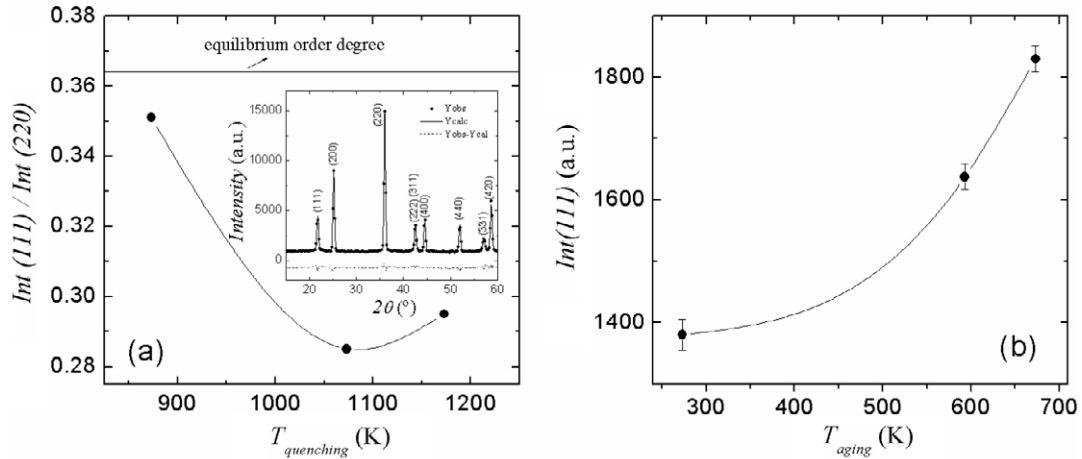 0.38
0.36
0.34
0.32
0.30
0.28
Int (111) / Int (220)
equilibrium order degree
15000
10000
5000
0
Intensity (a.u.)
Yobs
Ycalc
Yobs-Ycal
(111)
(200)
(220)
(222) (311)
(400)
(440)
(331)
(420)
20 30 40 50 60
2θ (°)
(a)
900 1000 1100 1200
T quenching (K)
1800
1600
1400
Int(111) (a.u.)
(b)
300 400 500 600 700
T aging (K)